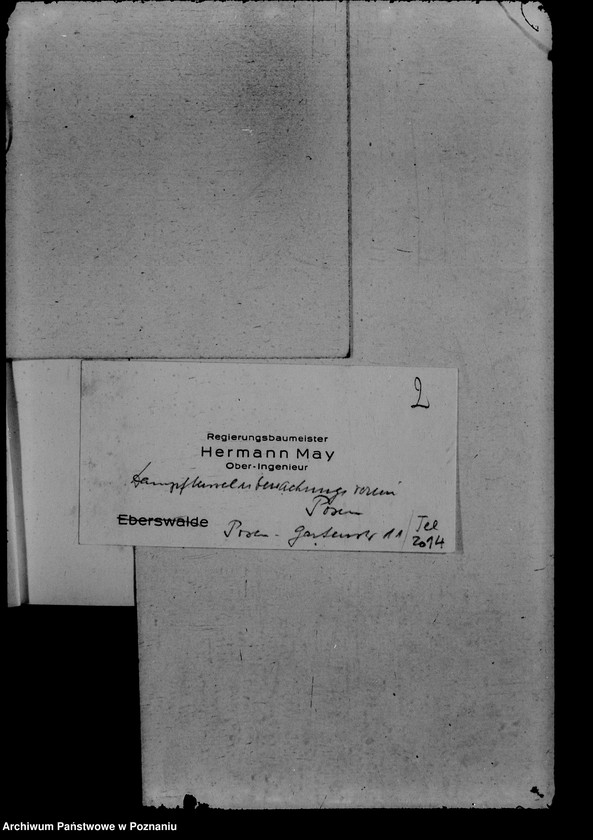 2
Regierungsbaumeister
Hermann May
Ober-Ingenieur
Dampfkesselüberwachungsverein
Posen
Eberswalde
Posen - Gartenstr 11 / Tel
2014
Archiwum Państwowe w Poznaniu